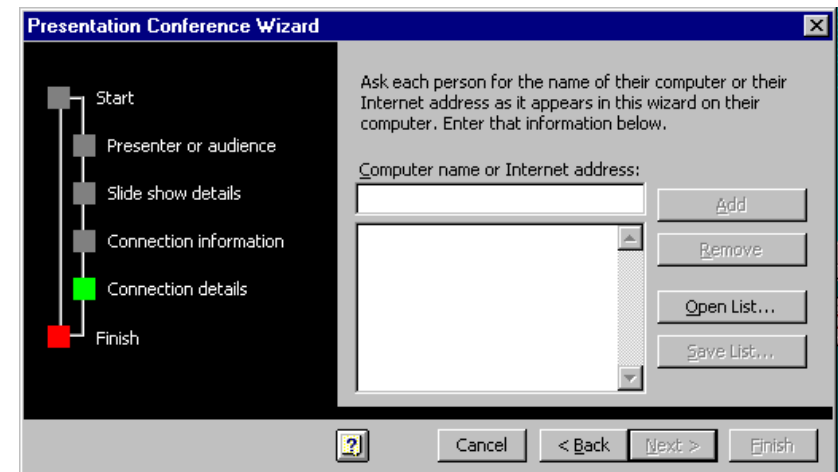 Presentation Conference Wizard
Start
Presenter or audience
Slide show details
Connection information
Connection details
Finish
Ask each person for the name of their computer or their
Internet address as it appears in this wizard on their
computer. Enter that information below.
Computer name or Internet address:
Add
Remove
Open List...
Save List...
?
Cancel
< Back
Next >
Finish